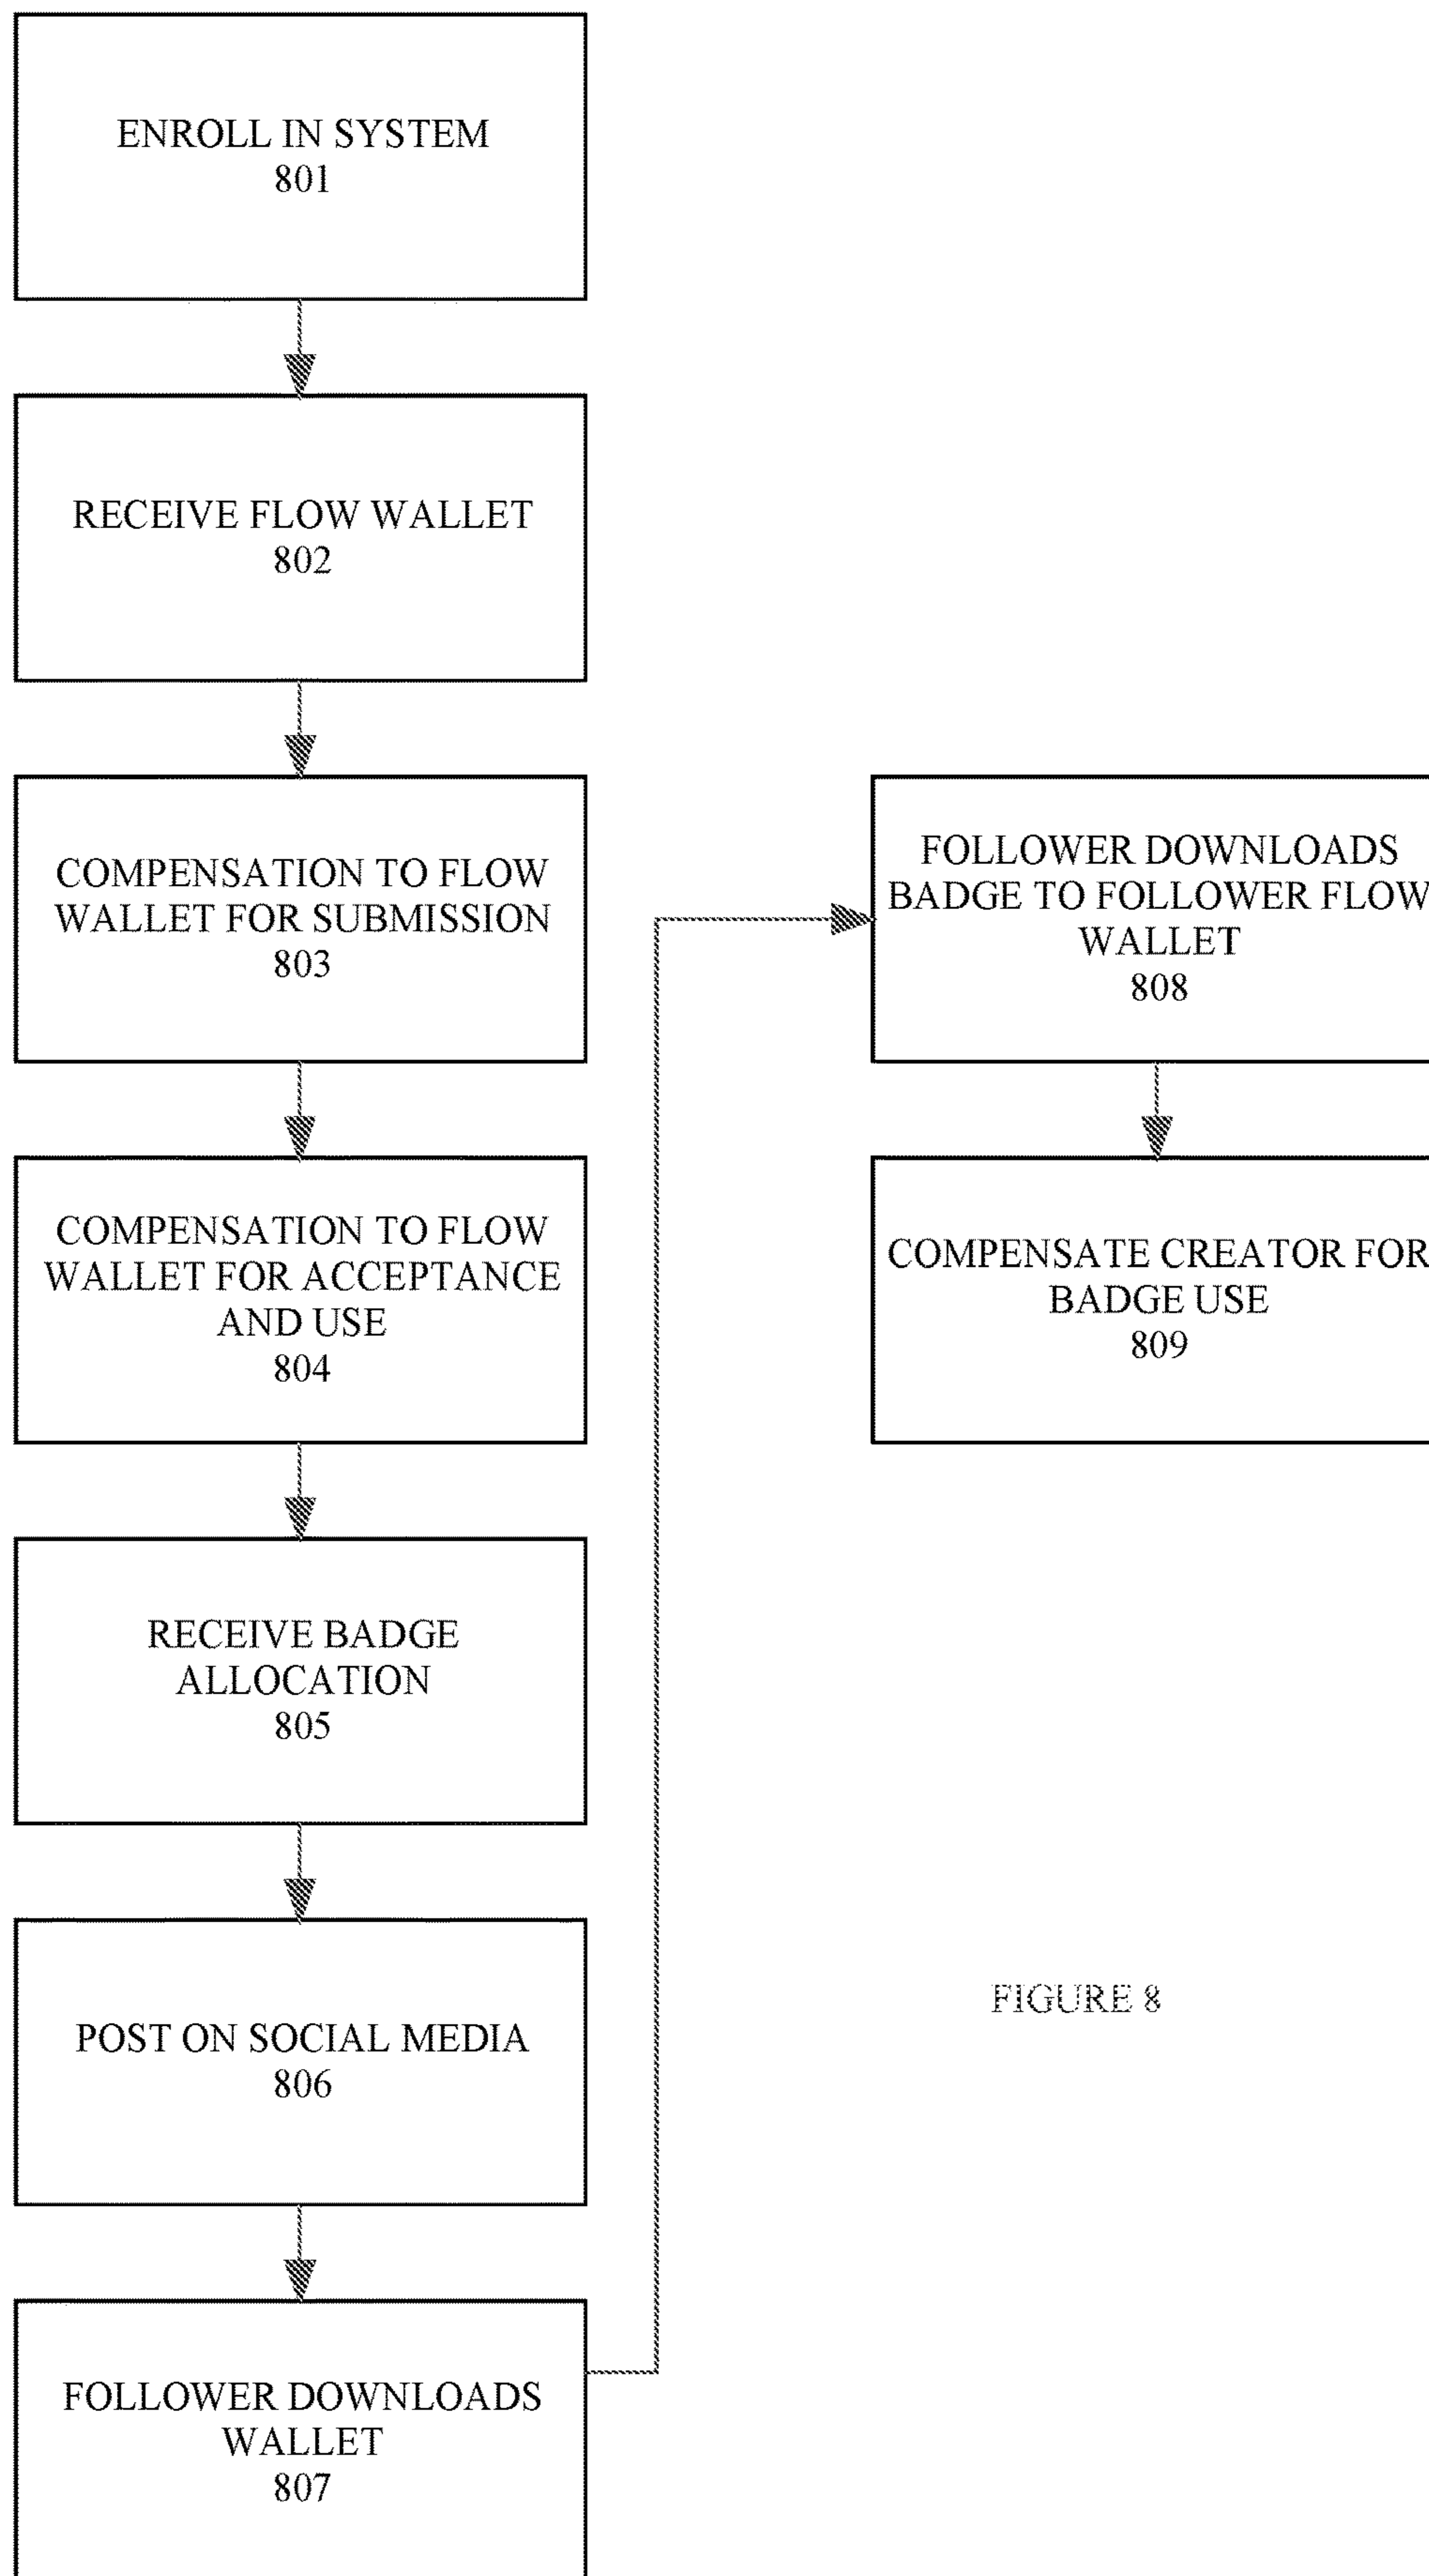 ENROLL IN SYSTEM
801
RECEIVE FLOW WALLET
802
COMPENSATION TO FLOW
WALLET FOR SUBMISSION
803
COMPENSATION TO FLOW
WALLET FOR ACCEPTANCE
AND USE
804
RECEIVE BADGE
ALLOCATION
805
POST ON SOCIAL MEDIA
806
FOLLOWER DOWNLOADS
WALLET
807
FOLLOWER DOWNLOADS
BADGE TO FOLLOWER FLOW
WALLET
808
COMPENSATE CREATOR FOR
BADGE USE
809
FIGURE 8